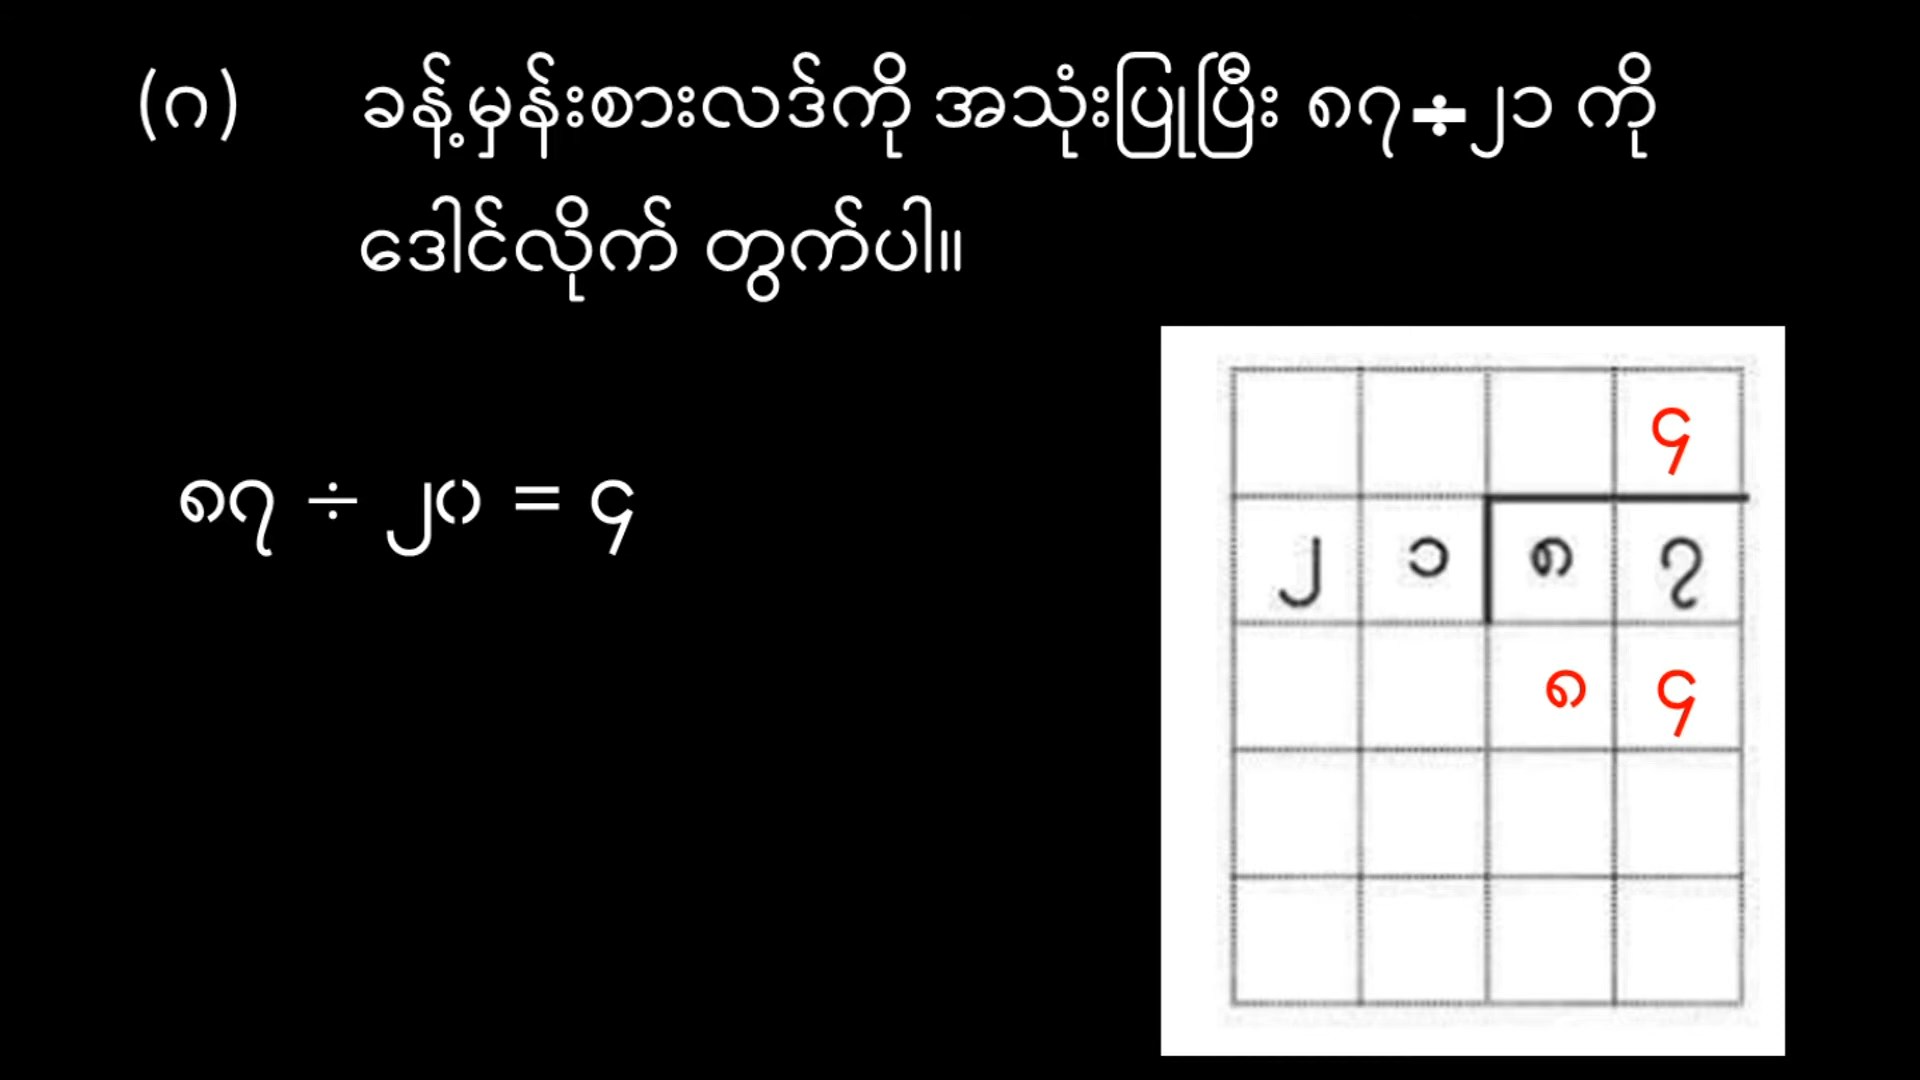 (ဂ) ခန့်မှန်းစားလဒ်ကို အသုံးပြုပြီး ၈၇÷၂၁ ကို
ဒေါင်လိုက် တွက်ပါ။
၈၇ ÷ ၂၀ = ၄
၄
၂ ၁ ၈ ၇
၈ ၄